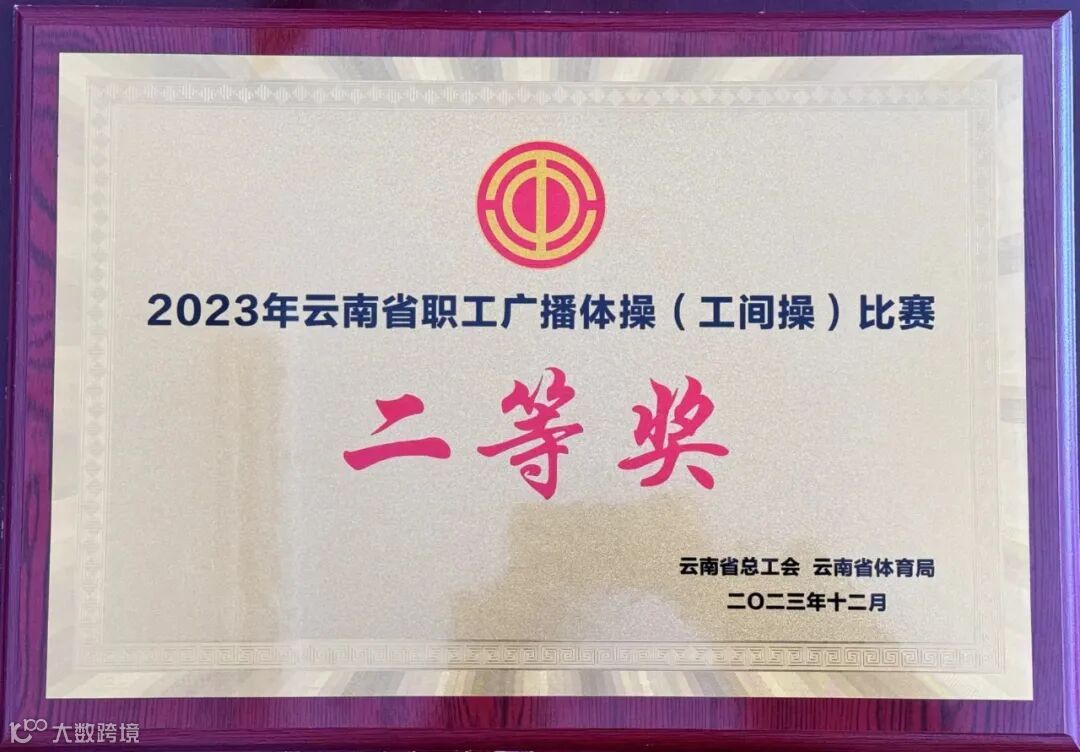 2023年云南省职工广播体操（工间操）比赛
二等奖
云南省总工会 云南省体育局
二〇二三年十二月
大数跨境